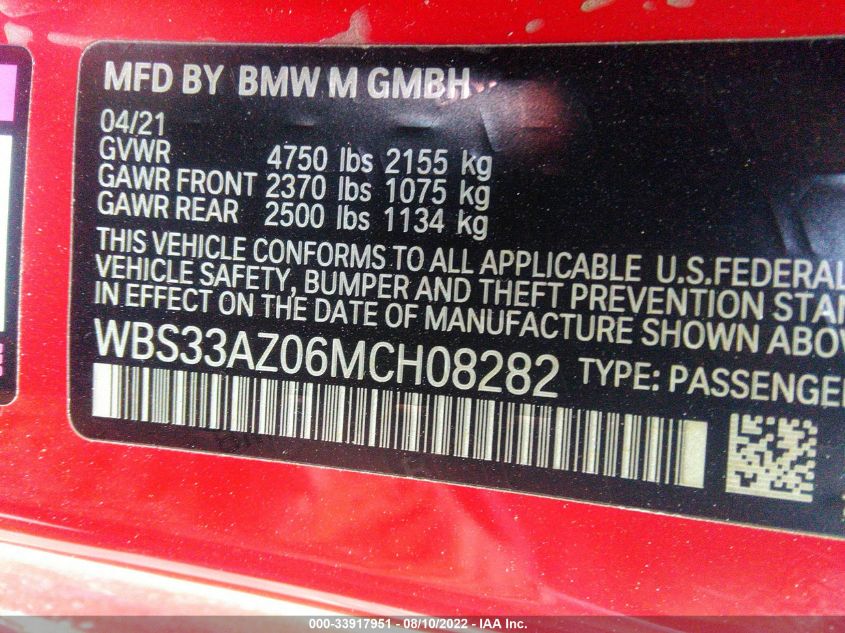 MFD BY BMW M GMBH
04/21
GVWR 4750 lbs 2155 kg
GAWR FRONT 2370 lbs 1075 kg
GAWR REAR 2500 lbs 1134 kg
THIS VEHICLE CONFORMS TO ALL APPLICABLE U.S.FEDERAL
VEHICLE SAFETY, BUMPER AND THEFT PREVENTION STAN
IN EFFECT ON THE DATE OF MANUFACTURE SHOWN ABOV
WBS33AZ06MCH08282 TYPE: PASSENGE
000-33917951 - 08/10/2022 - IAA Inc.